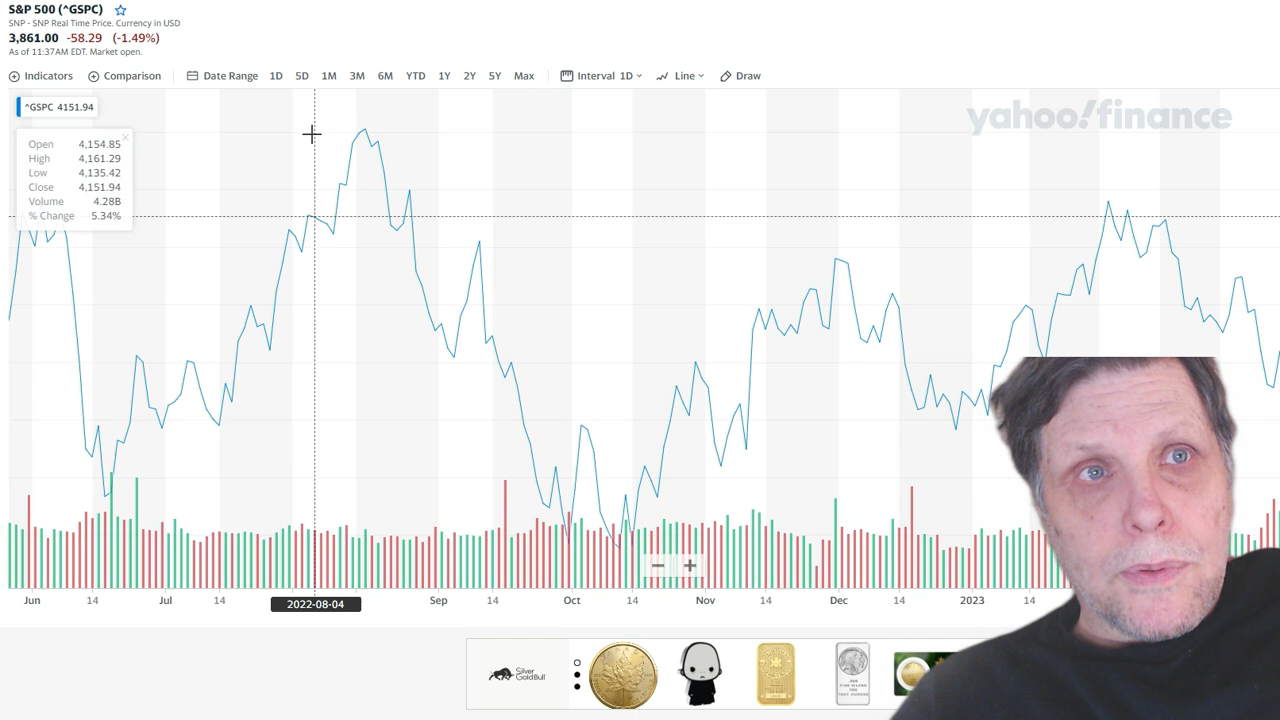 S&P 500 (^GSPC)
SNP - SNP Real Time Price. Currency in USD
3,861.00 -58.29 (-1.49%)
As of 11:37AM EDT. Market open.
Indicators Comparison Date Range 1D 5D 1M 3M 6M YTD 1Y 2Y 5Y Max Interval 1D Line Draw
^GSPC 4151.94
yahoo!finance
Open 4,154.85
High 4,161.29
Low 4,135.42
Close 4,151.94
Volume 4.28B
% Change 5.34%
Jun 14 Jul 14 2022-08-04 Sep 14 Oct 14 Nov 14 Dec 14 2023 14
Silver
GoldBull